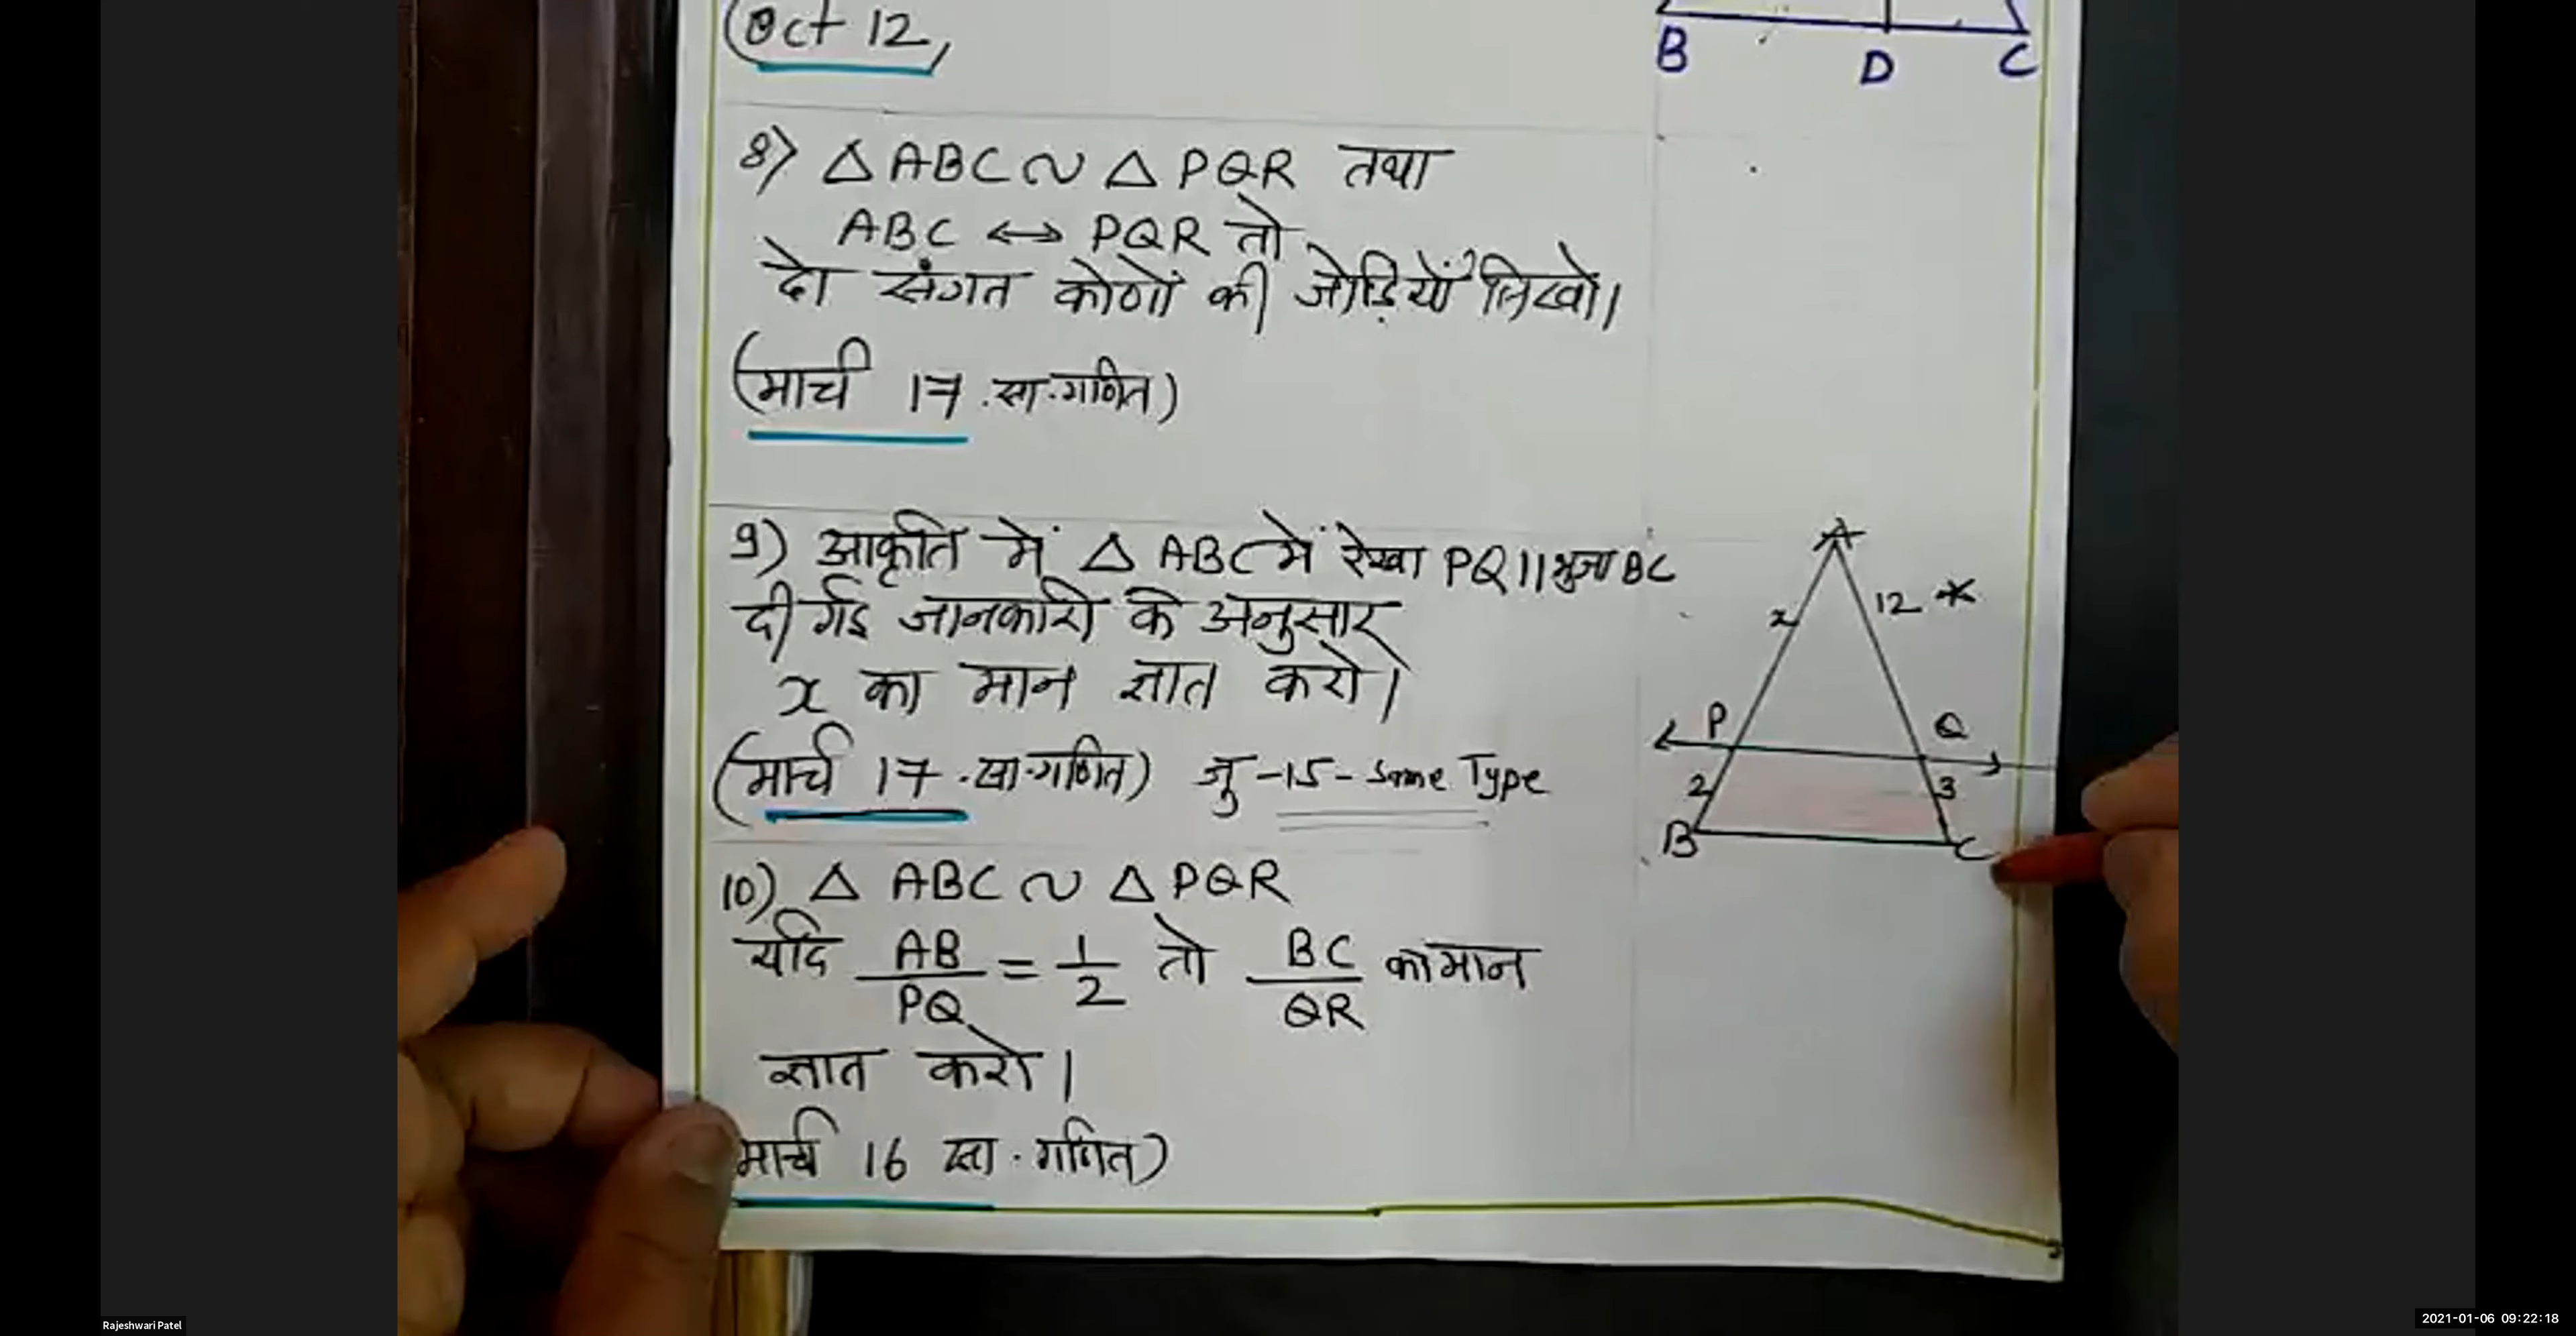 (Oct 12)
B D C
8) △ ABC ~ △ PQR तथा
ABC ↔ PQR तो
दो संगत कोणों की जोड़ियाँ लिखो।
(मार्च 17 . सा. गणित)
9) आकृति में △ ABC में रेखा PQ || भुजा BC
दी गई जानकारी के अनुसार
x का मान ज्ञात करो।
(मार्च 17 . सा. गणित) जु -15 - Same Type
A
x 12 *
P Q
2 3
B C
10) △ ABC ~ △ PQR
यदि AB/PQ = 1/2 तो BC/QR का मान
ज्ञात करो।
मार्च 16 सा. गणित)
Rajeshwari Patel
2021-01-06 09:22:18